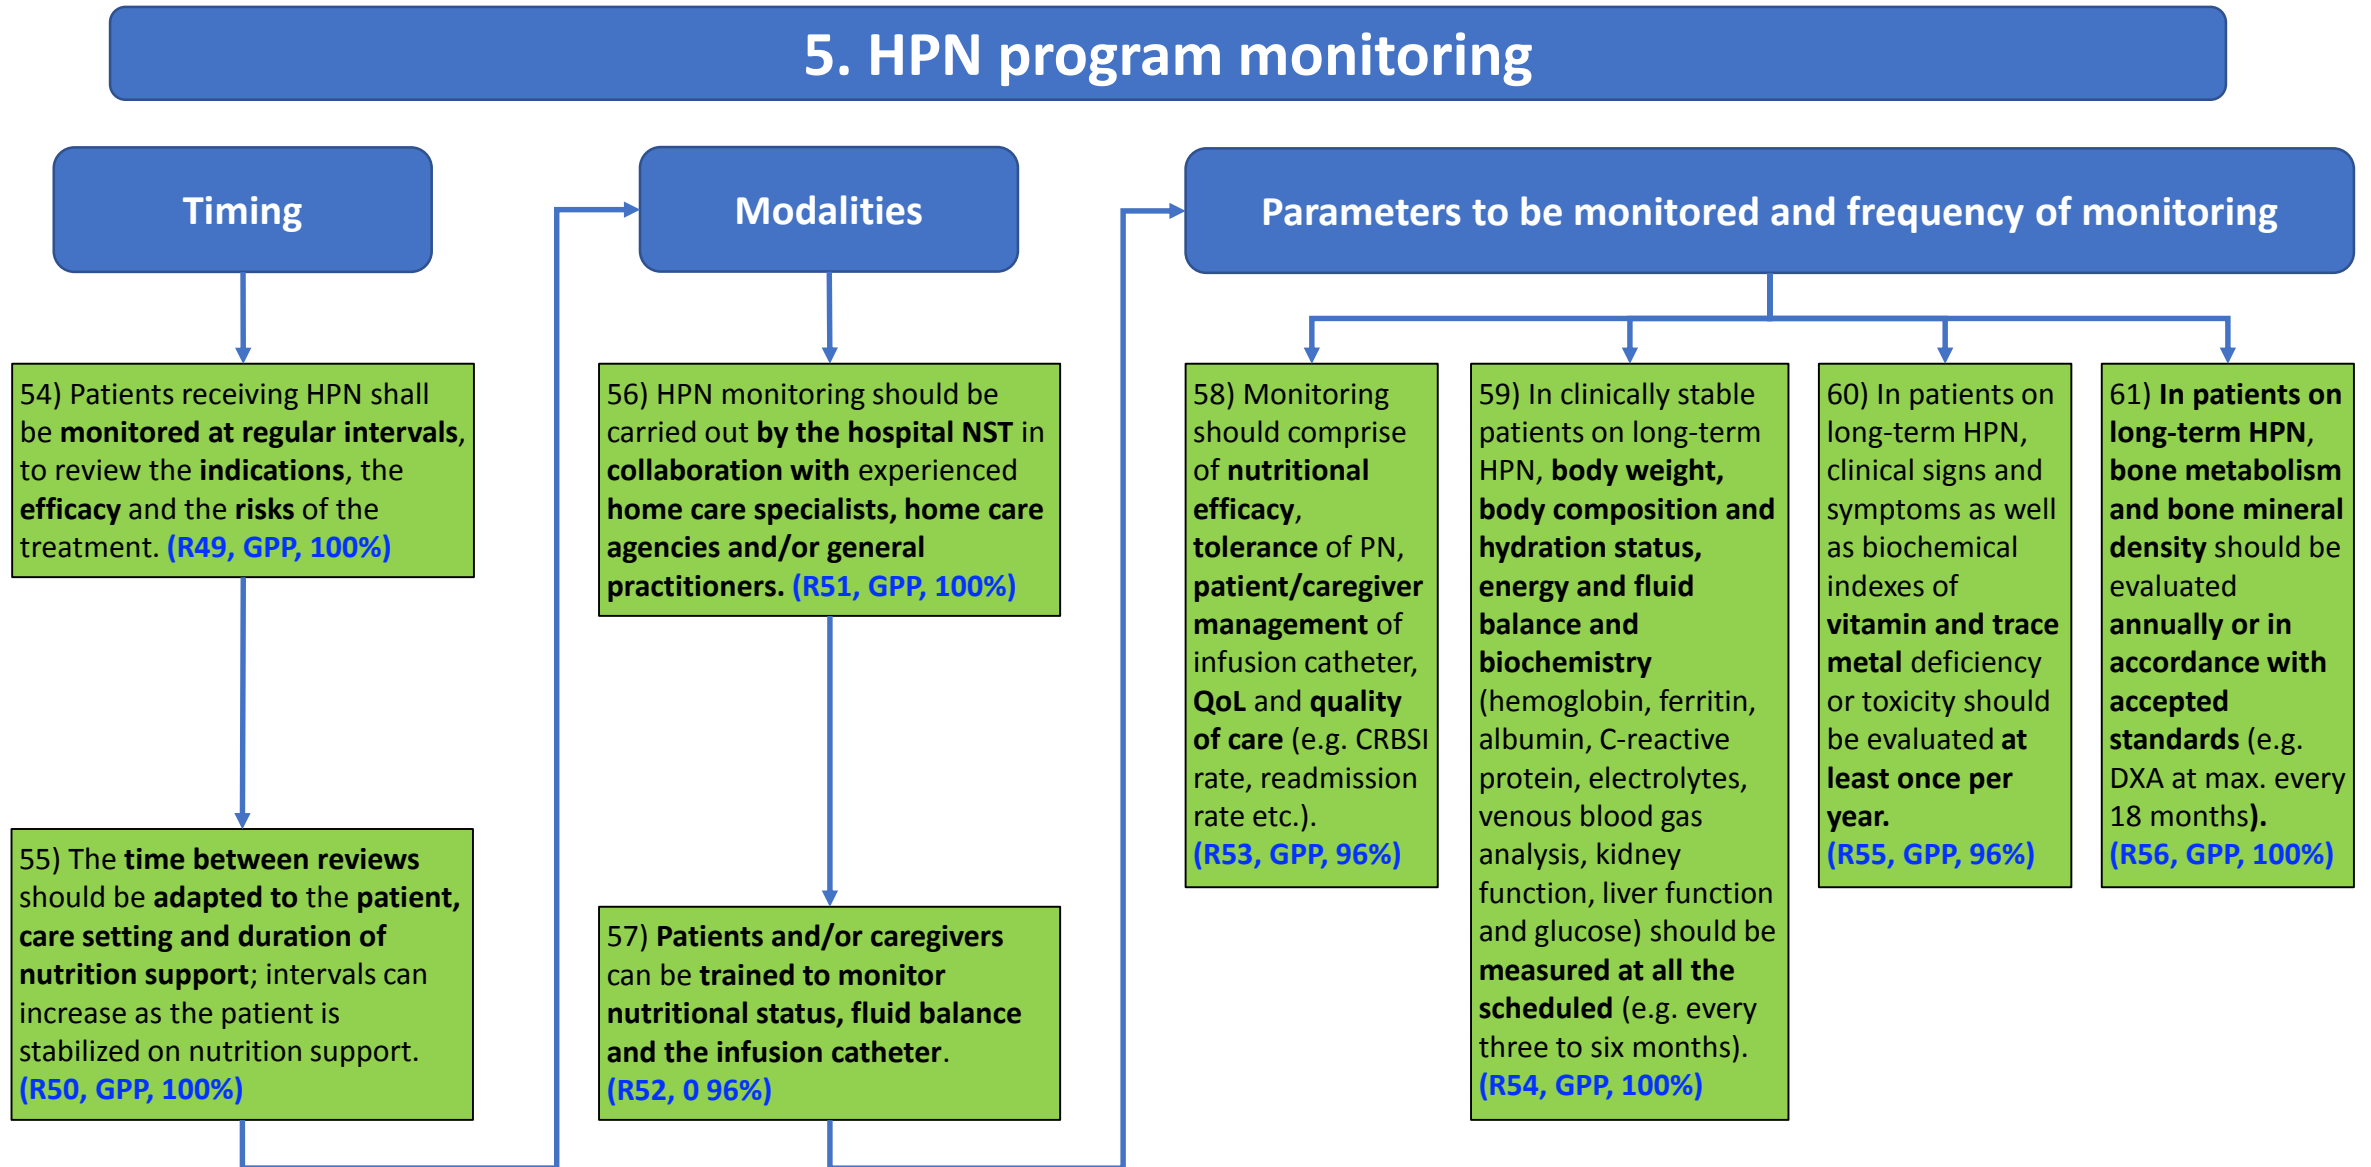 5. HPN program monitoring
Timing
54) Patients receiving HPN shall
be monitored at regular intervals,
to review the indications, the
efficacy and the risks of the
treatment. (R49, GPP, 100%)
55) The time between reviews
should be adapted to the patient,
care setting and duration of
nutrition support; intervals can
increase as the patient is
stabilized on nutrition support.
(R50, GPP, 100%)
Modalities
56) HPN monitoring should be
carried out by the hospital NST in
collaboration with experienced
home care specialists, home care
agencies and/or general
practitioners. (R51, GPP, 100%)
57) Patients and/or caregivers
can be trained to monitor
nutritional status, fluid balance
and the infusion catheter.
(R52, 0 96%)
Parameters to be monitored and frequency of monitoring
58) Monitoring
should comprise
of nutritional
efficacy,
tolerance of PN,
patient/caregiver
management of
infusion catheter,
QoL and quality
of care (e.g. CRBSI
rate, readmission
rate etc.).
(R53, GPP, 96%)
59) In clinically stable
patients on long-term
HPN, body weight,
body composition and
hydration status,
energy and fluid
balance and
biochemistry
(hemoglobin, ferritin,
albumin, C-reactive
protein, electrolytes,
venous blood gas
analysis, kidney
function, liver function
and glucose) should be
measured at all the
scheduled (e.g. every
three to six months).
(R54, GPP, 100%)
60) In patients on
long-term HPN,
clinical signs and
symptoms as well
as biochemical
indexes of
vitamin and trace
metal deficiency
or toxicity should
be evaluated at
least once per
year.
(R55, GPP, 96%)
61) In patients on
long-term HPN,
bone metabolism
and bone mineral
density should be
evaluated
annually or in
accordance with
accepted
standards (e.g.
DXA at max. every
18 months).
(R56, GPP, 100%)